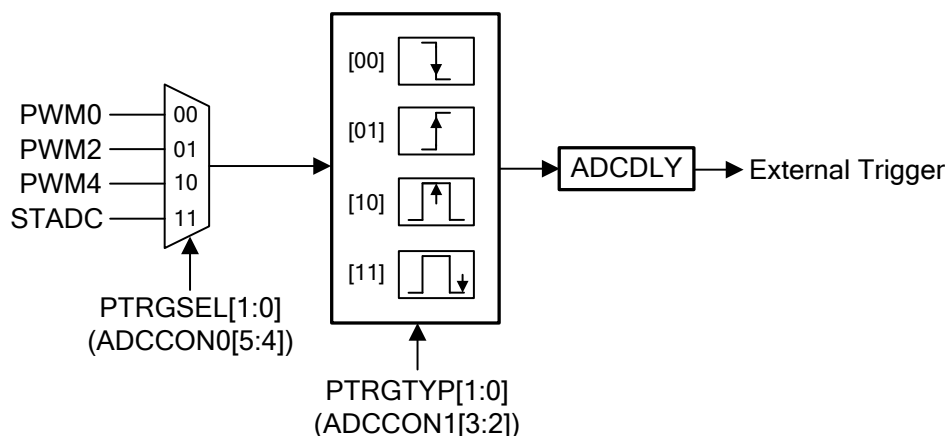 PWM0
PWM2
PWM4
STADC
00
01
10
11
PTRGSEL[1:0]
(ADCCON0[5:4])
[00]
[01]
[10]
[11]
PTRGTYP[1:0]
(ADCCON1[3:2])
ADCDLY
External Trigger